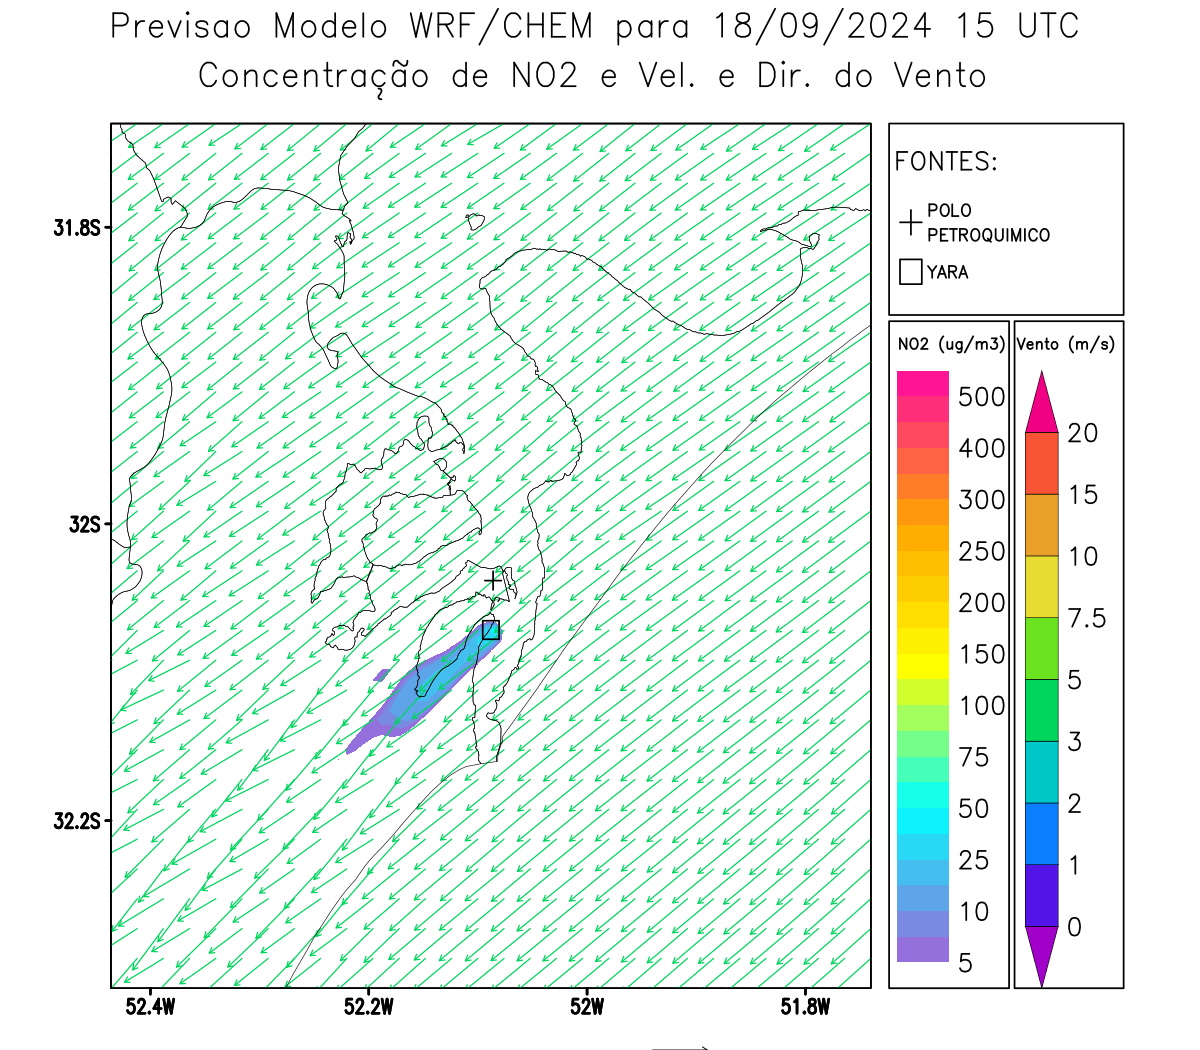 Previsao Modelo WRF/CHEM para 18/09/2024 15 UTC
Concentração de NO2 e Vel. e Dir. do Vento
FONTES:
POLO
PETROQUIMICO
YARA
31.8S
32S
32.2S
52.4W
52.2W
52W
51.8W
NO2 (ug/m3)
500
400
300
250
200
150
100
75
50
25
10
5
Vento (m/s)
20
15
10
7.5
5
3
2
1
0